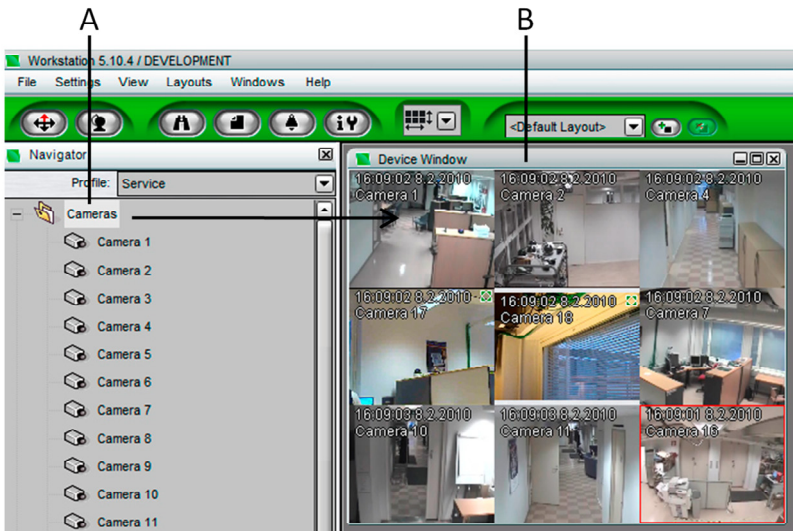 A
B
Workstation 5.10.4 / DEVELOPMENT
File Settings View Layouts Windows Help
<Default Layout>
Navigator
Device Window
Profile: Service
Cameras
Camera 1
Camera 2
Camera 3
Camera 4
Camera 5
Camera 6
Camera 7
Camera 8
Camera 9
Camera 10
Camera 11
16:09:02 8.2.2010
Camera 1
16:09:02 8.2.2010
Camera 2
16:09:02 8.2.2010
Camera 4
16:09:02 8.2.2010
Camera 17
16:09:02 8.2.2010
Camera 18
16:09:02 8.2.2010
Camera 7
16:09:03 8.2.2010
Camera 10
16:09:03 8.2.2010
Camera 11
16:09:01 8.2.2010
Camera 16